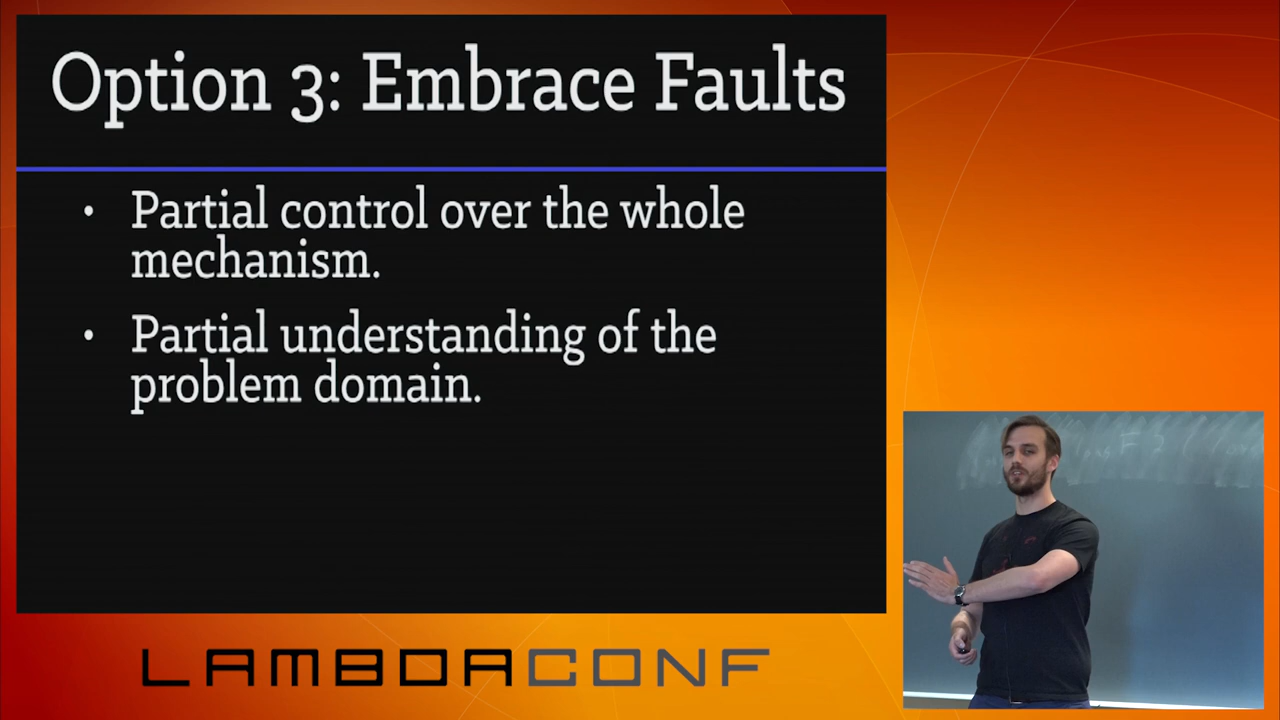 Option 3: Embrace Faults
• Partial control over the whole
mechanism.
• Partial understanding of the
problem domain.
LAMBDACONF